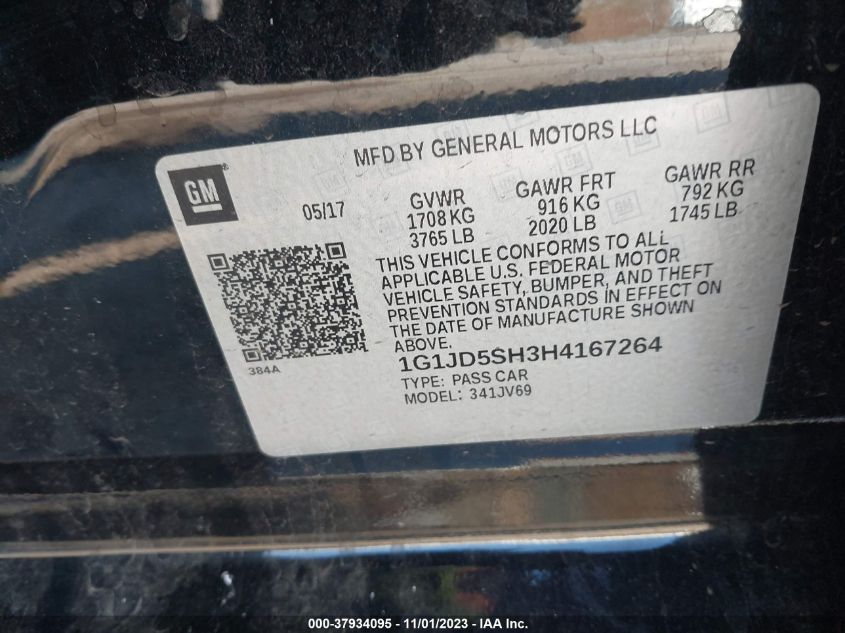 MFD BY GENERAL MOTORS LLC
GM
05/17
GVWR
1708 KG
3765 LB
GAWR FRT
916 KG
2020 LB
GAWR RR
792 KG
1745 LB
THIS VEHICLE CONFORMS TO ALL
APPLICABLE U.S. FEDERAL MOTOR
VEHICLE SAFETY, BUMPER, AND THEFT
PREVENTION STANDARDS IN EFFECT ON
THE DATE OF MANUFACTURE SHOWN
ABOVE.
384A
1G1JD5SH3H4167264
TYPE: PASS CAR
MODEL: 341JV69
000-37934095 - 11/01/2023 - IAA Inc.